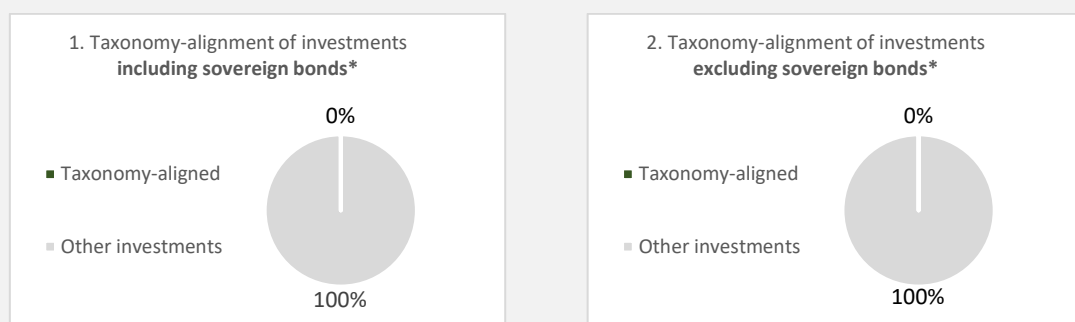 1. Taxonomy-alignment of investments
including sovereign bonds*
0%
Taxonomy-aligned
Other investments
100%
2. Taxonomy-alignment of investments
excluding sovereign bonds*
0%
Taxonomy-aligned
Other investments
100%